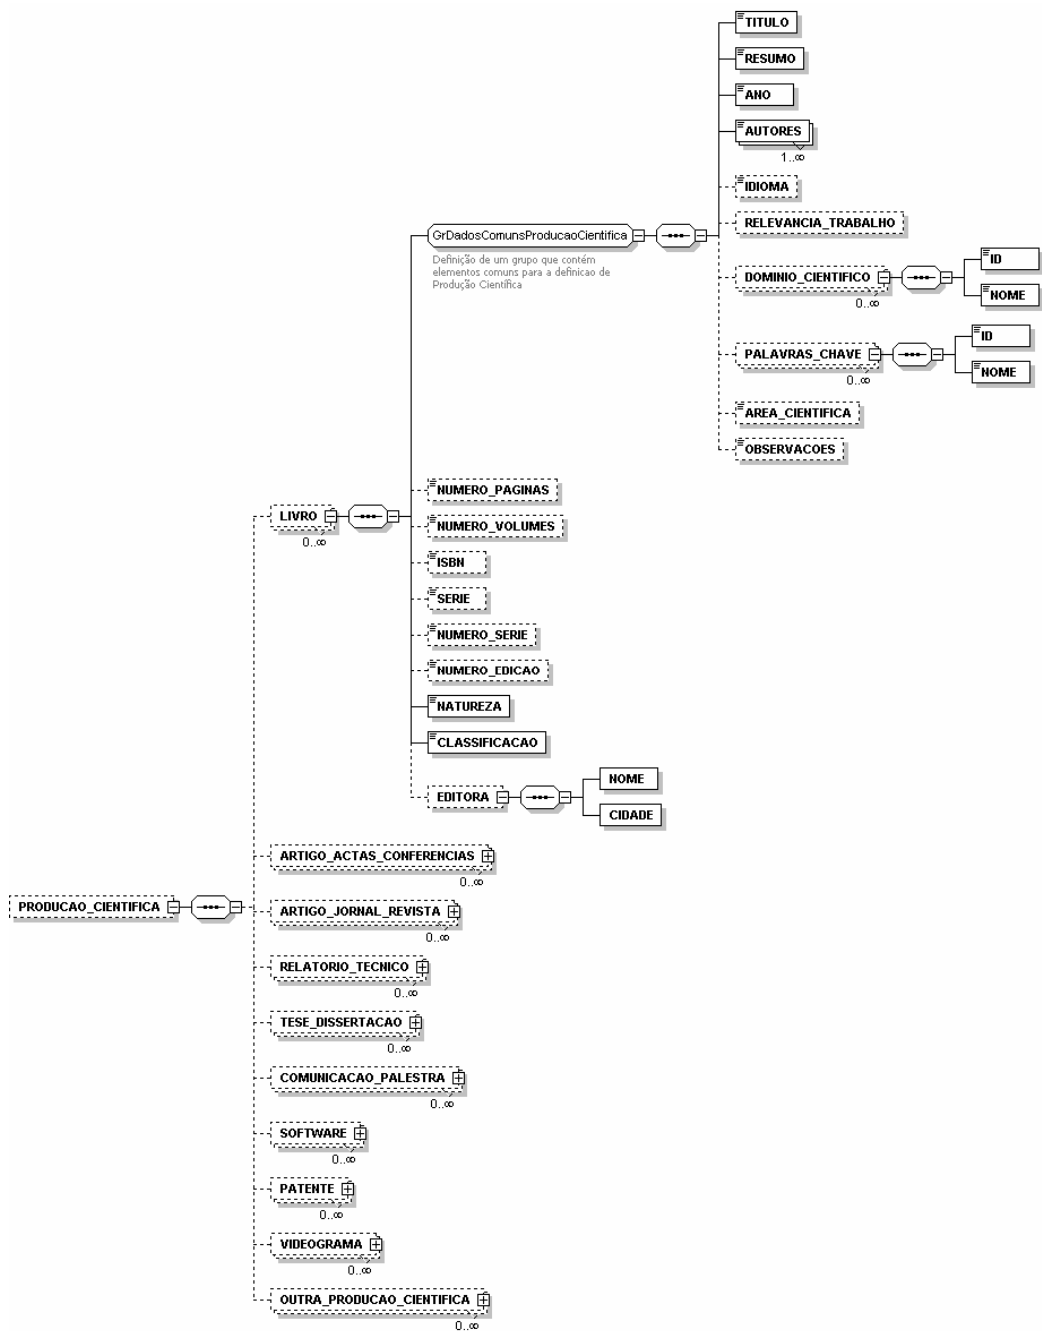 TITULO
RESUMO
ANO
AUTORES
1..∞
IDIOMA
RELEVANCIA_TRABALHO
GrDadosComunsProducaoCientifica
Definição de um grupo que contém
elementos comuns para a definicao de
Produção Científica
DOMINIO_CIENTIFICO
0..∞
ID
NOME
PALAVRAS_CHAVE
0..∞
ID
NOME
AREA_CIENTIFICA
OBSERVACOES
LIVRO
0..∞
NUMERO_PAGINAS
NUMERO_VOLUMES
ISBN
SERIE
NUMERO_SERIE
NUMERO_EDICAO
NATUREZA
CLASSIFICACAO
EDITORA
NOME
CIDADE
PRODUCAO_CIENTIFICA
ARTIGO_ACTAS_CONFERENCIAS
0..∞
ARTIGO_JORNAL_REVISTA
0..∞
RELATORIO_TECNICO
0..∞
TESE_DISSERTACAO
0..∞
COMUNICACAO_PALESTRA
0..∞
SOFTWARE
0..∞
PATENTE
0..∞
VIDEOGRAMA
0..∞
OUTRA_PRODUCAO_CIENTIFICA
0..∞